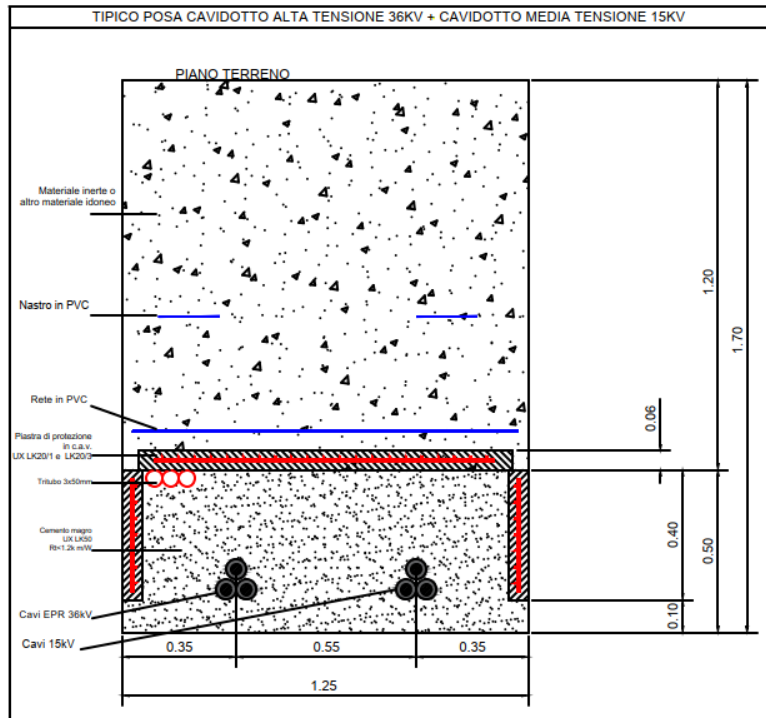 TIPICO POSA CAVIDOTTO ALTA TENSIONE 36KV + CAVIDOTTO MEDIA TENSIONE 15KV
PIANO TERRENO
Materiale inerte o
altro materiale idoneo
Nastro in PVC
Rete in PVC
Piastra di protezione
in c.a.v.
UX LK20/1 e LK20/3
Tritubo 3x50mm
Cemento magro
UX LK50
Rt<1.2k m/W
Cavi EPR 36kV
Cavi 15kV
0.35
0.55
0.35
1.25
0.06
0.40
0.10
0.50
1.20
1.70